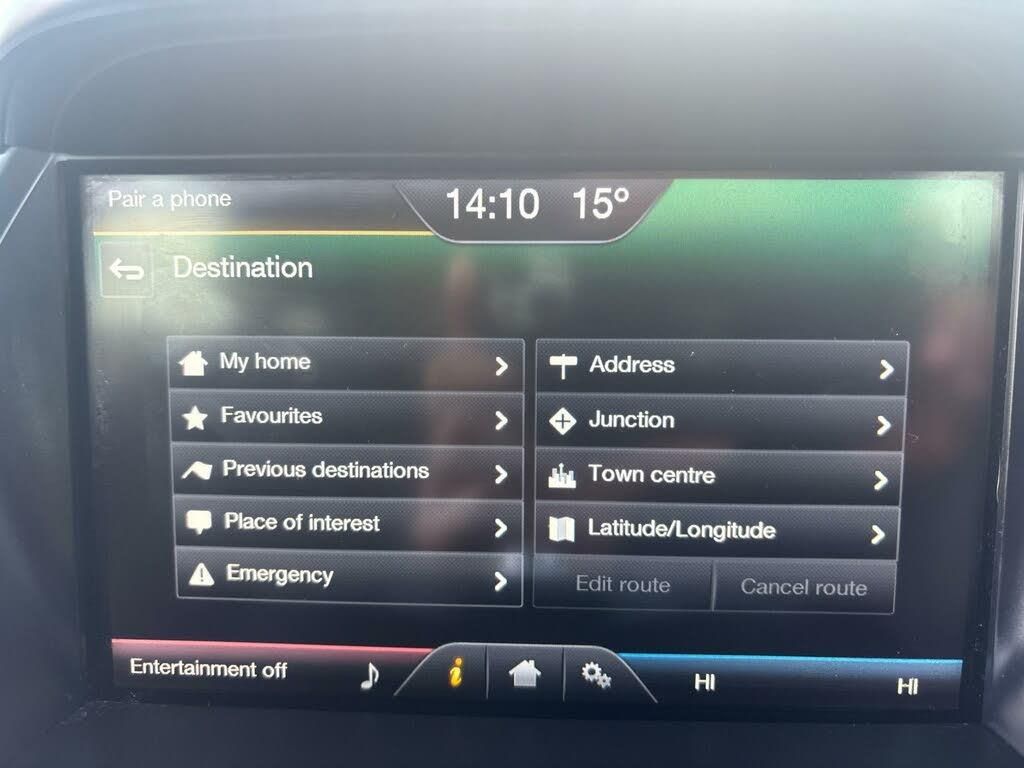 Pair a phone
14:10 15°
Destination
My home
Address
Favourites
Junction
Previous destinations
Town centre
Place of interest
Latitude/Longitude
Emergency
Edit route
Cancel route
Entertainment off
i
HI
HI